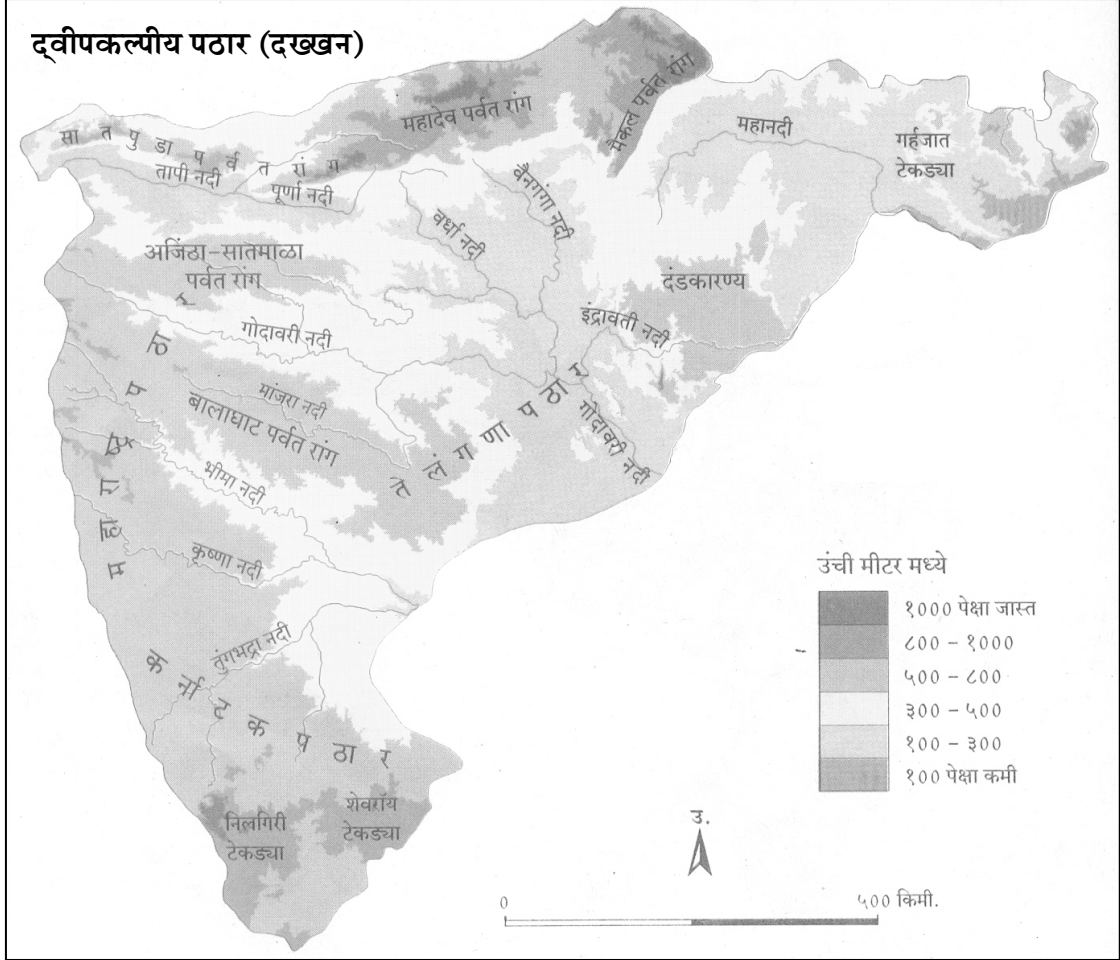 द्वीपकल्पीय पठार (दख्खन)
सातपुडा पर्वत रांग
महादेव पर्वत रांग
मैकल पर्वत रांग
महानदी
गर्हजात
टेकड्या
तापी नदी
पूर्णा नदी
वर्धा नदी
वैनगंगा नदी
अजिंठा-सातमाळा
पर्वत रांग
दंडकारण्य
गोदावरी नदी
इंद्रावती नदी
मांजरा नदी
बालाघाट पर्वत रांग
तेलंगणा पठार
गोदावरी नदी
महाराष्ट्र पठार
भीमा नदी
कृष्णा नदी
तुंगभद्रा नदी
कर्नाटक पठार
निलगिरी
टेकड्या
शेवरॉय
टेकड्या
उंची मीटर मध्ये
१००० पेक्षा जास्त
८०० - १०००
५०० - ८००
३०० - ५००
१०० - ३००
१०० पेक्षा कमी
उ.
0 ५०० किमी.